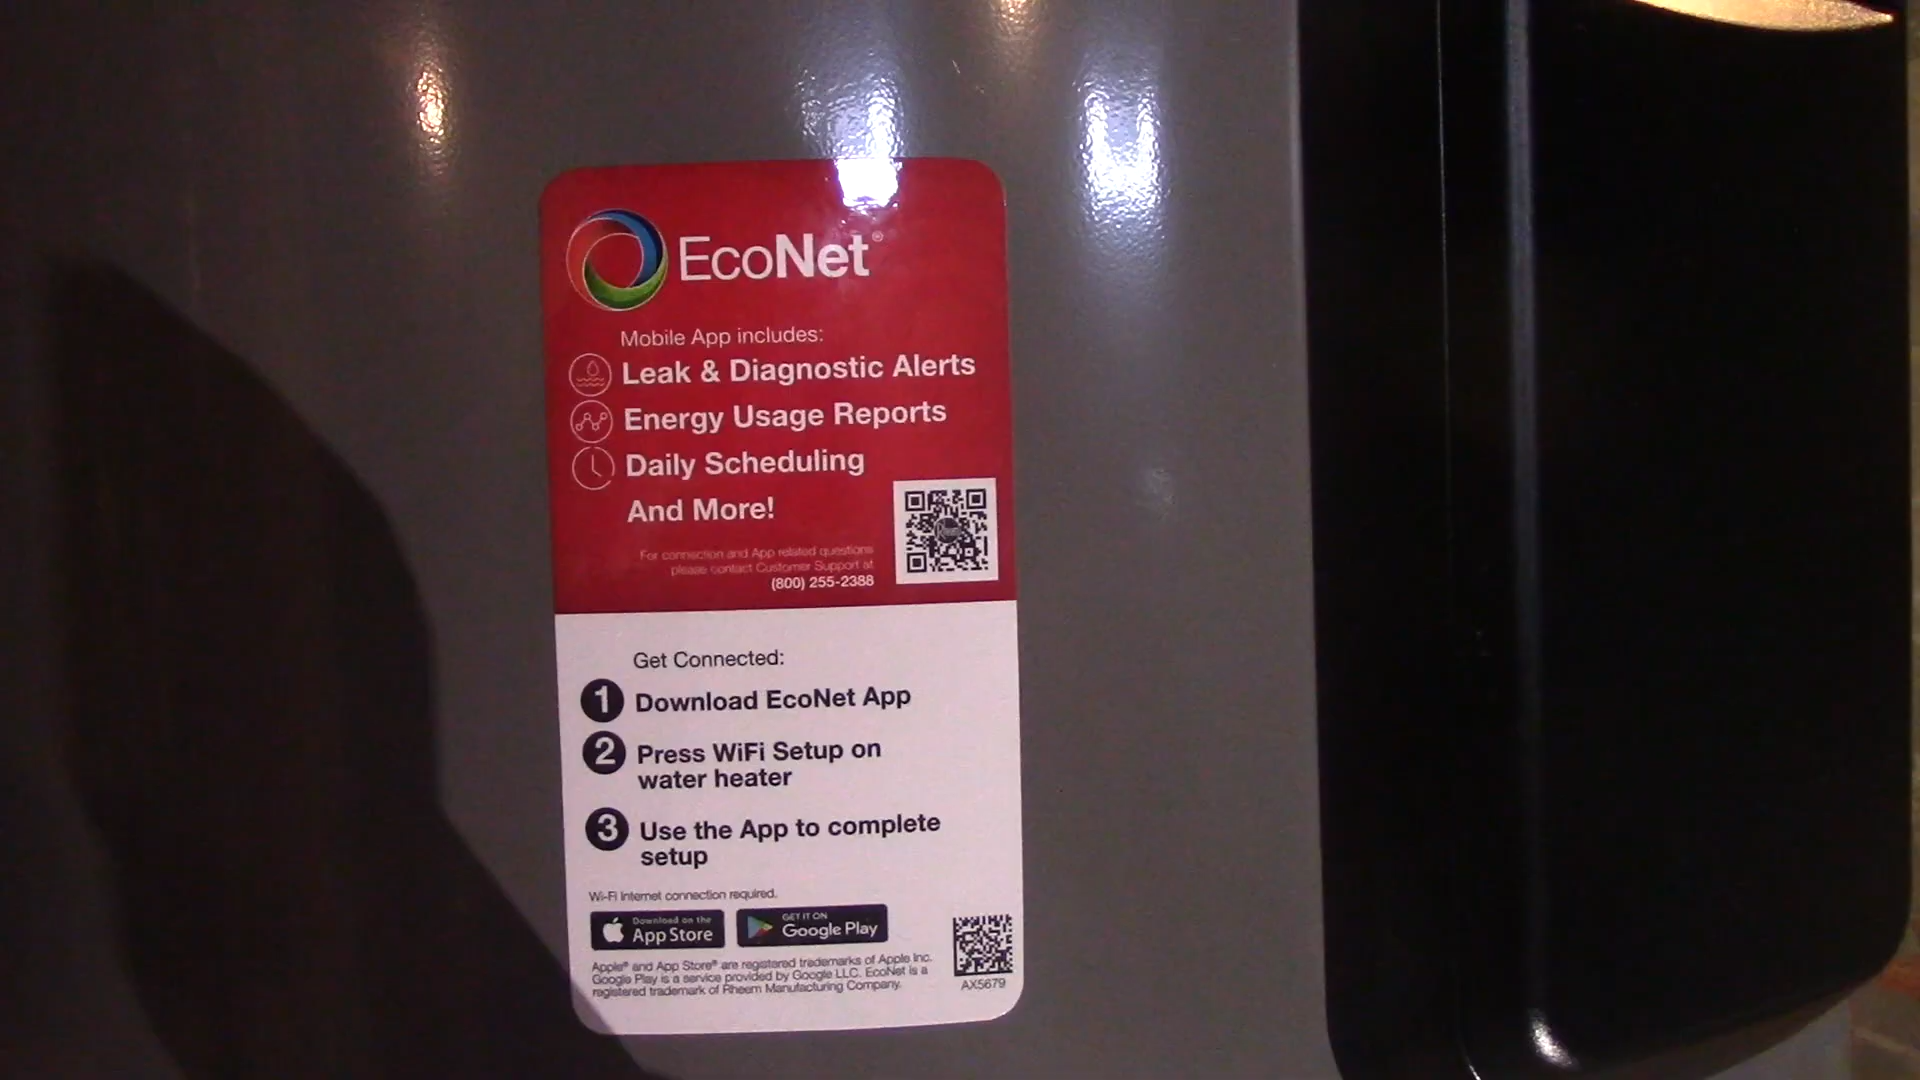 EcoNet®
Mobile App includes:
Leak & Diagnostic Alerts
Energy Usage Reports
Daily Scheduling
And More!
For connection and App related questions
please contact Customer Support at
(800) 255-2388
Get Connected:
1 Download EcoNet App
2 Press WiFi Setup on
water heater
3 Use the App to complete
setup
Wi-Fi Internet connection required.
Download on the
App Store
GET IT ON
Google Play
Apple® and App Store® are registered trademarks of Apple Inc.
Google Play is a service provided by Google LLC. EcoNet is a
registered trademark of Rheem Manufacturing Company.
AX5679